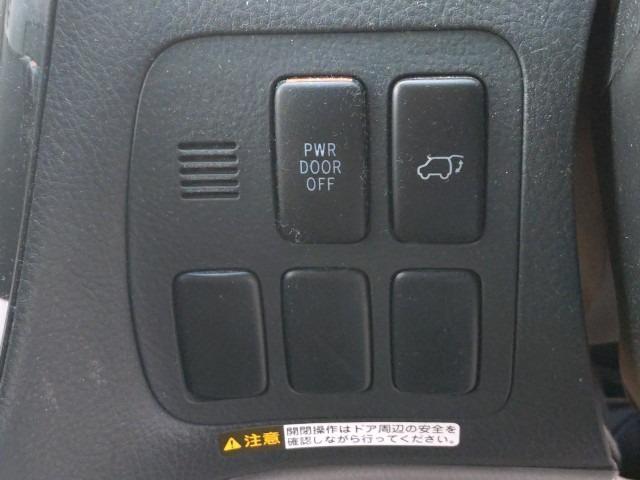 PWR
DOOR
OFF
注意
開閉操作はドア周辺の安全を
確認しながら行ってください。